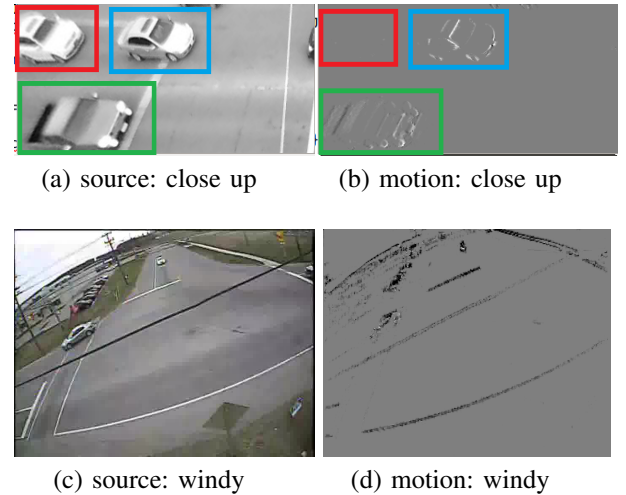 (a) source: close up
(b) motion: close up
(c) source: windy
(d) motion: windy